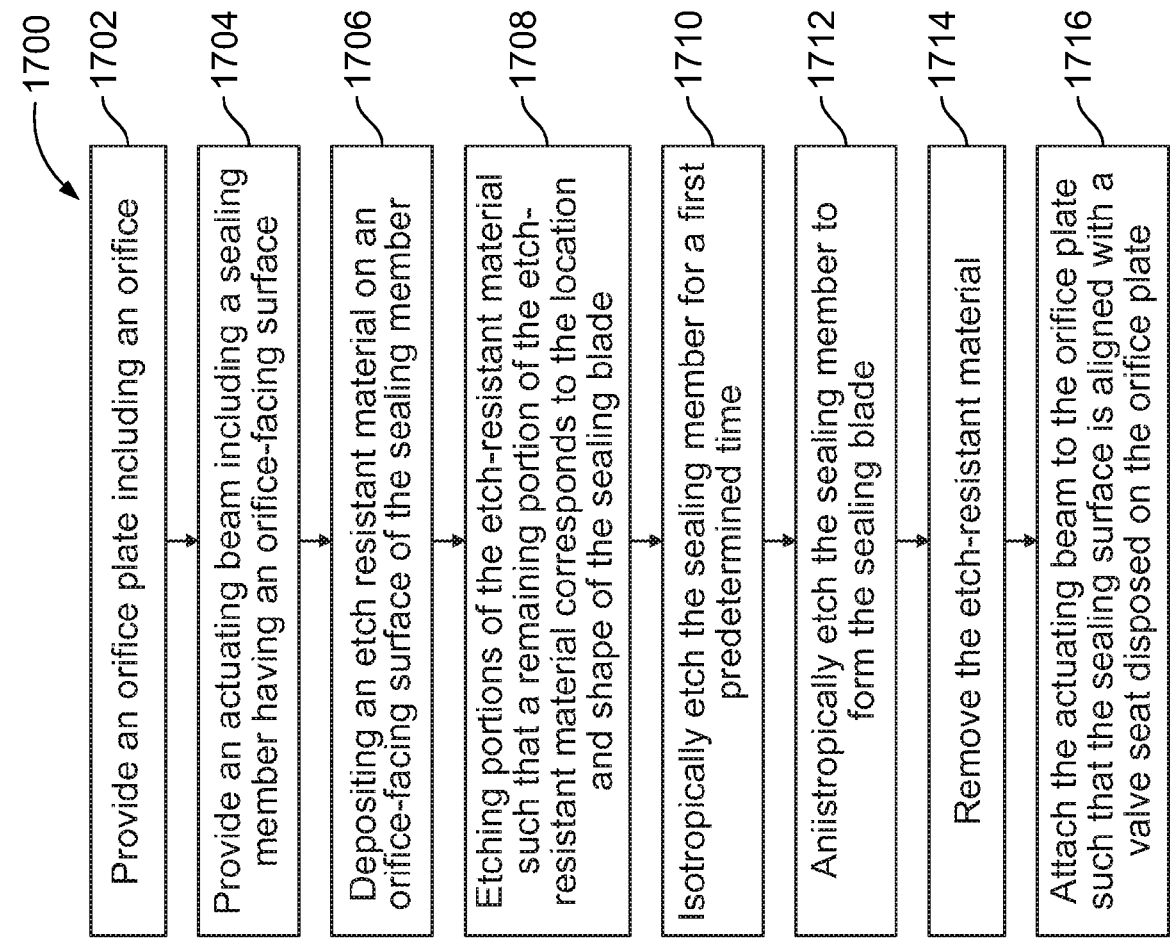 1700
Provide an orifice plate including an orifice
1702
Provide an actuating beam including a sealing
member having an orifice-facing surface
1704
Depositing an etch resistant material on an
orifice-facing surface of the sealing member
1706
Etching portions of the etch-resistant material
such that a remaining portion of the etch-
resistant material corresponds to the location
and shape of the sealing blade
1708
Isotropically etch the sealing member for a first
predetermined time
1710
Aniistropically etch the sealing member to
form the sealing blade
1712
Remove the etch-resistant material
1714
Attach the actuating beam to the orifice plate
such that the sealing surface is aligned with a
valve seat disposed on the orifice plate
1716